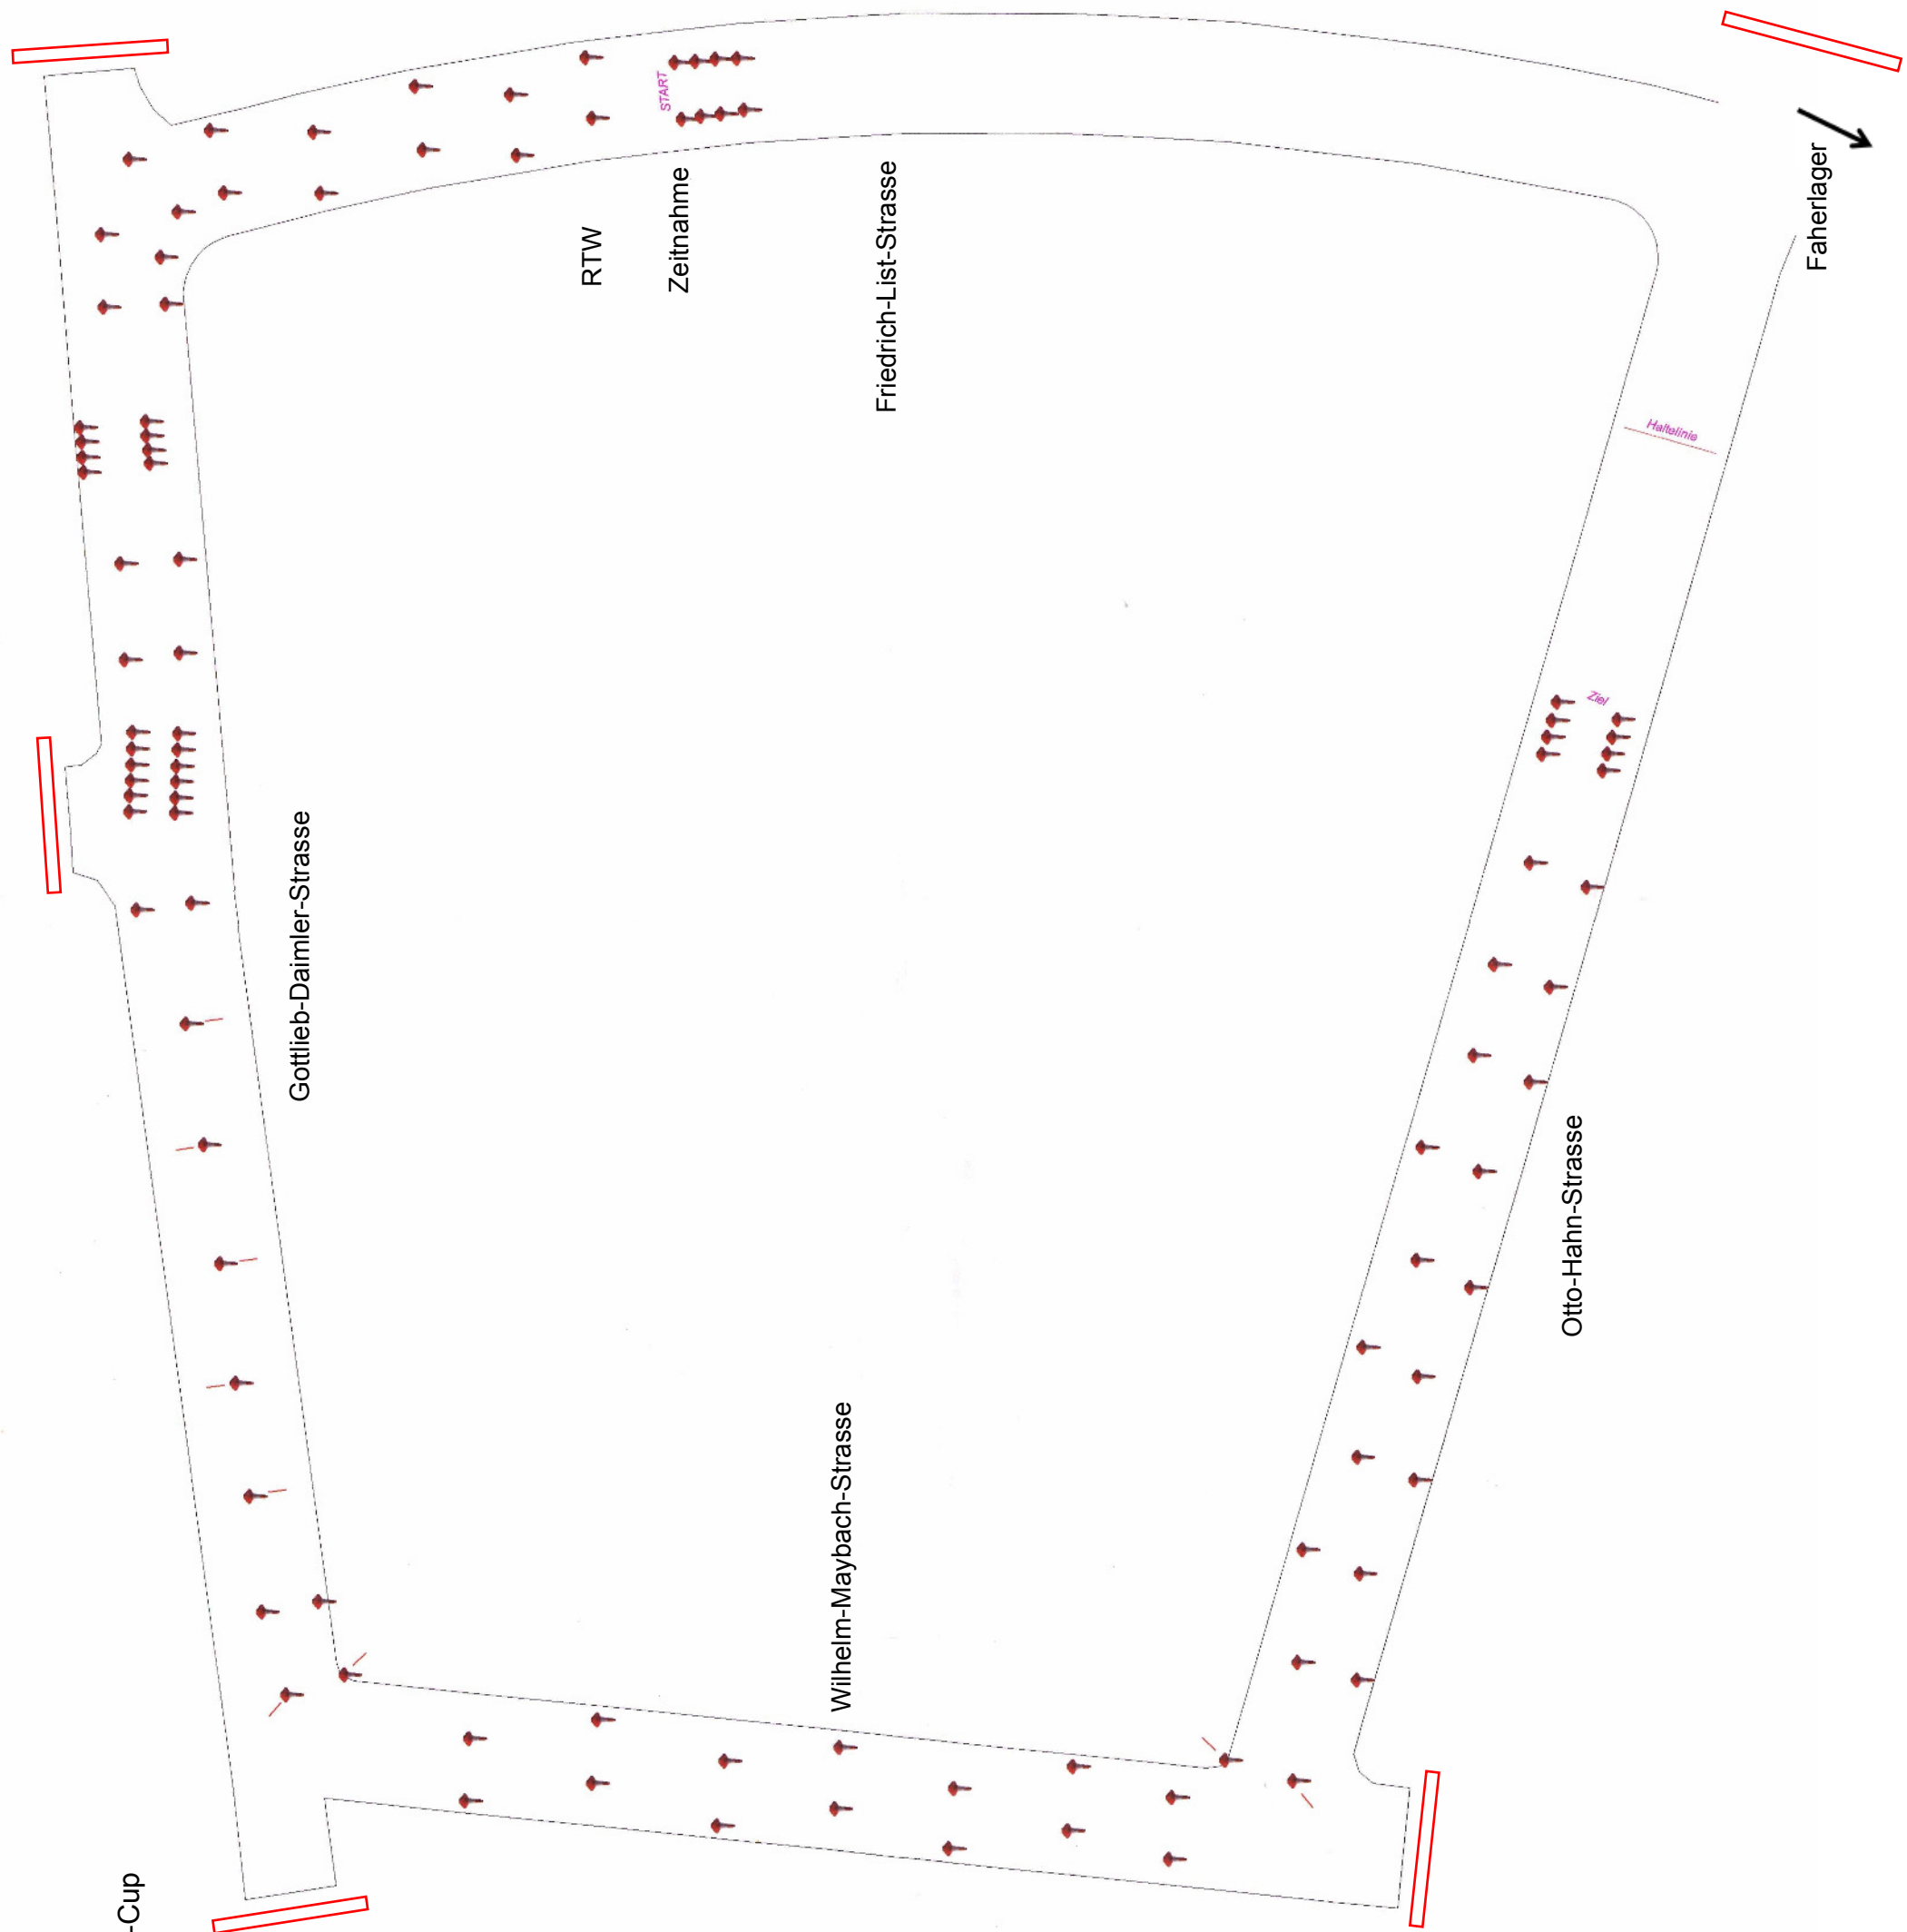 START
RTW
Zeitnahme
Friedrich-List-Strasse
Faherlager
Haltelinie
Ziel
Gottlieb-Daimler-Strasse
Otto-Hahn-Strasse
Wilhelm-Maybach-Strasse
-Cup